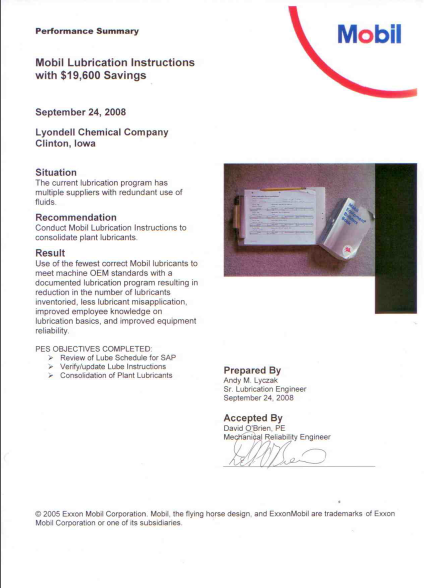 Performance Summary
Mobil
Mobil Lubrication Instructions
with $19,600 Savings
September 24, 2008
Lyondell Chemical Company
Clinton, Iowa
Situation
The current lubrication program has
multiple suppliers with redundant use of
fluids.
Recommendation
Conduct Mobil Lubrication Instructions to
consolidate plant lubricants.
Result
Use of the fewest correct Mobil lubricants to
meet machine OEM standards with a
documented lubrication program resulting in
reduction in the number of lubricants
inventoried, less lubricant misapplication,
improved employee knowledge on
lubrication basics, and improved equipment
reliability.
PES OBJECTIVES COMPLETED:
➢ Review of Lube Schedule for SAP
➢ Verify/update Lube Instructions
➢ Consolidation of Plant Lubricants
Prepared By
Andy M. Lyczak
Sr. Lubrication Engineer
September 24, 2008
Accepted By
David O'Brien, PE
Mechanical Reliability Engineer
© 2005 Exxon Mobil Corporation. Mobil, the flying horse design, and ExxonMobil are trademarks of Exxon
Mobil Corporation or one of its subsidiaries.